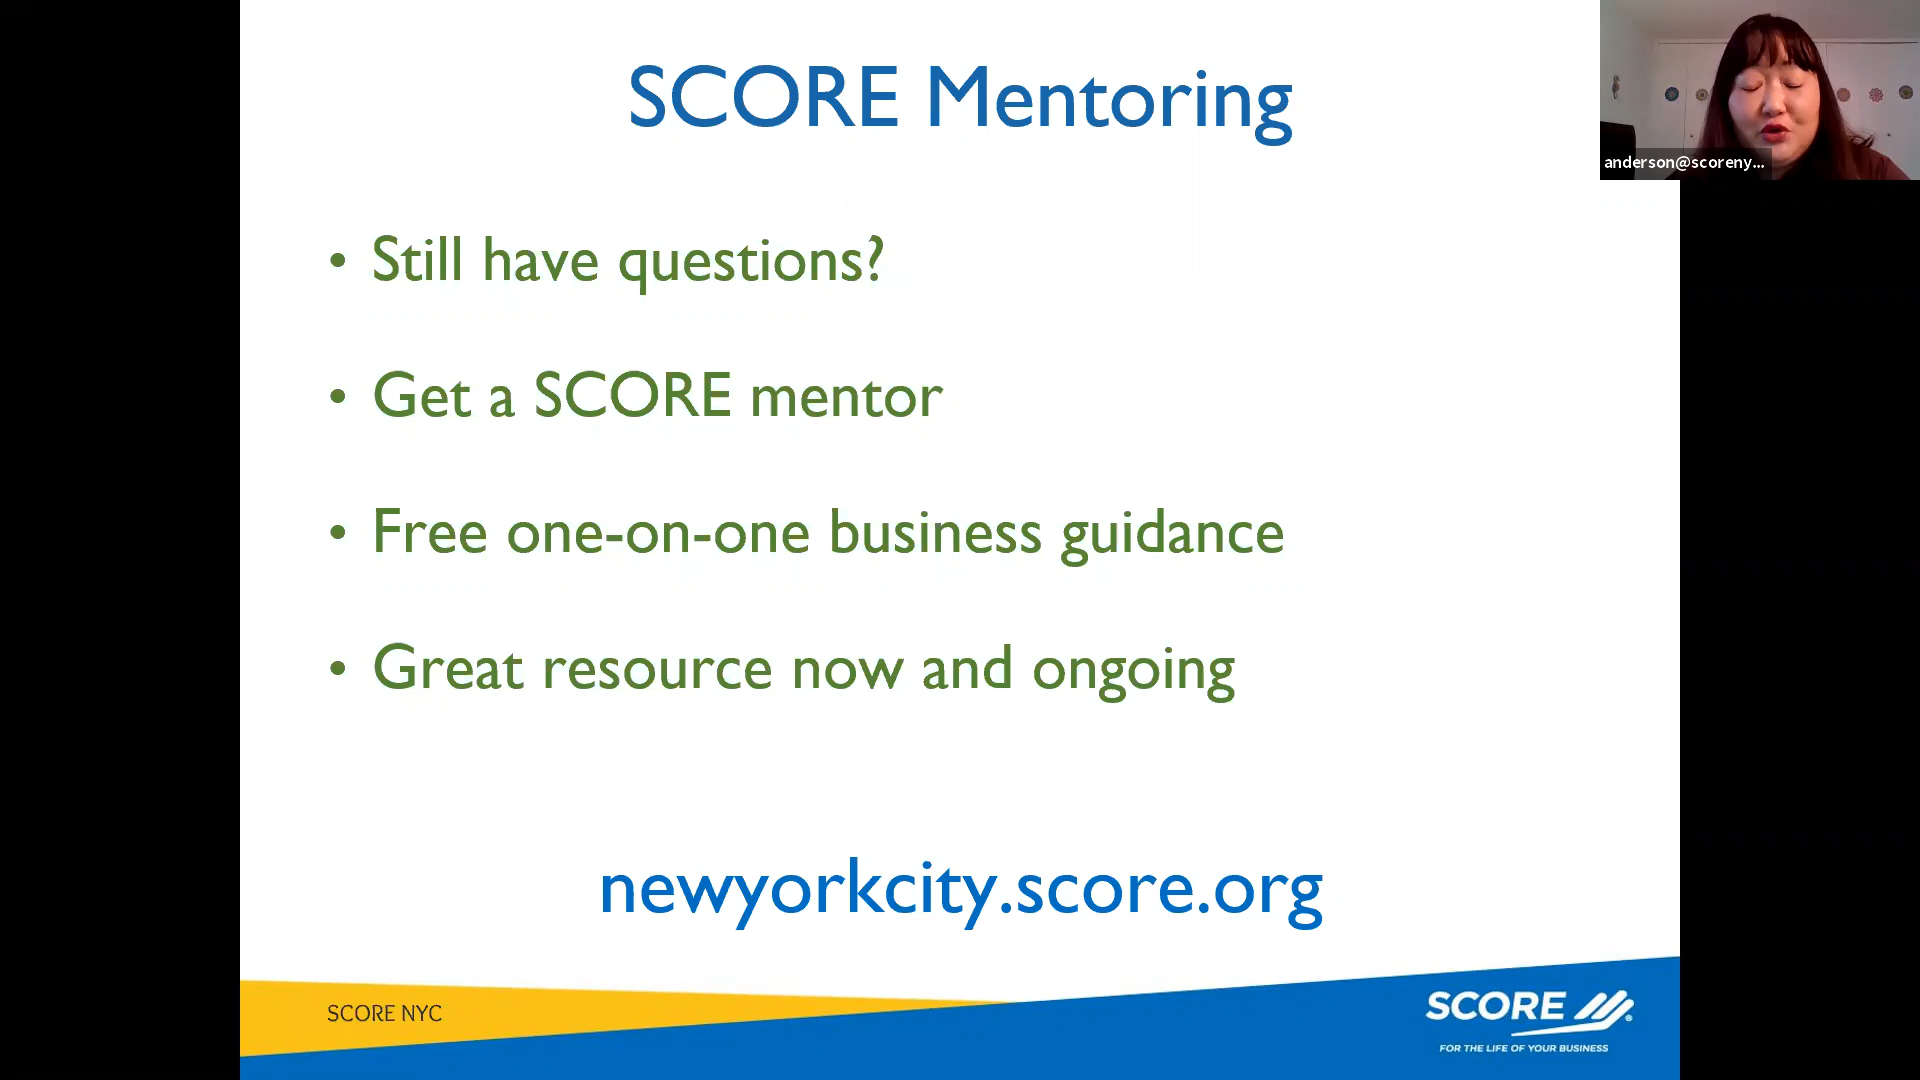 SCORE Mentoring
anderson@scoreny...
• Still have questions?
• Get a SCORE mentor
• Free one-on-one business guidance
• Great resource now and ongoing
newyorkcity.score.org
SCORE NYC
SCORE ®
FOR THE LIFE OF YOUR BUSINESS